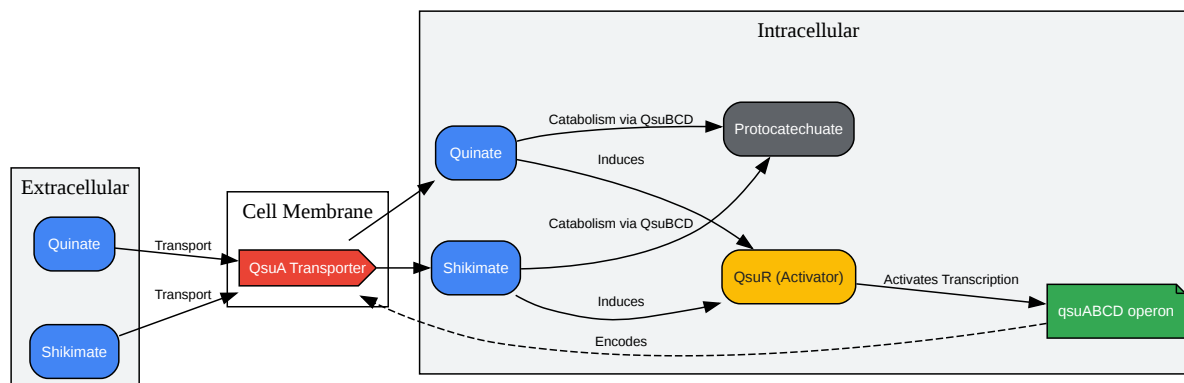 Intracellular
Catabolism via QsuBCD
Protocatechuate
Quinate
Induces
Extracellular
Cell Membrane
Quinate
Transport
QsuA Transporter
Catabolism via QsuBCD
Shikimate
QsuR (Activator)
Activates Transcription
Transport
Induces
qsuABCD operon
Shikimate
Encodes